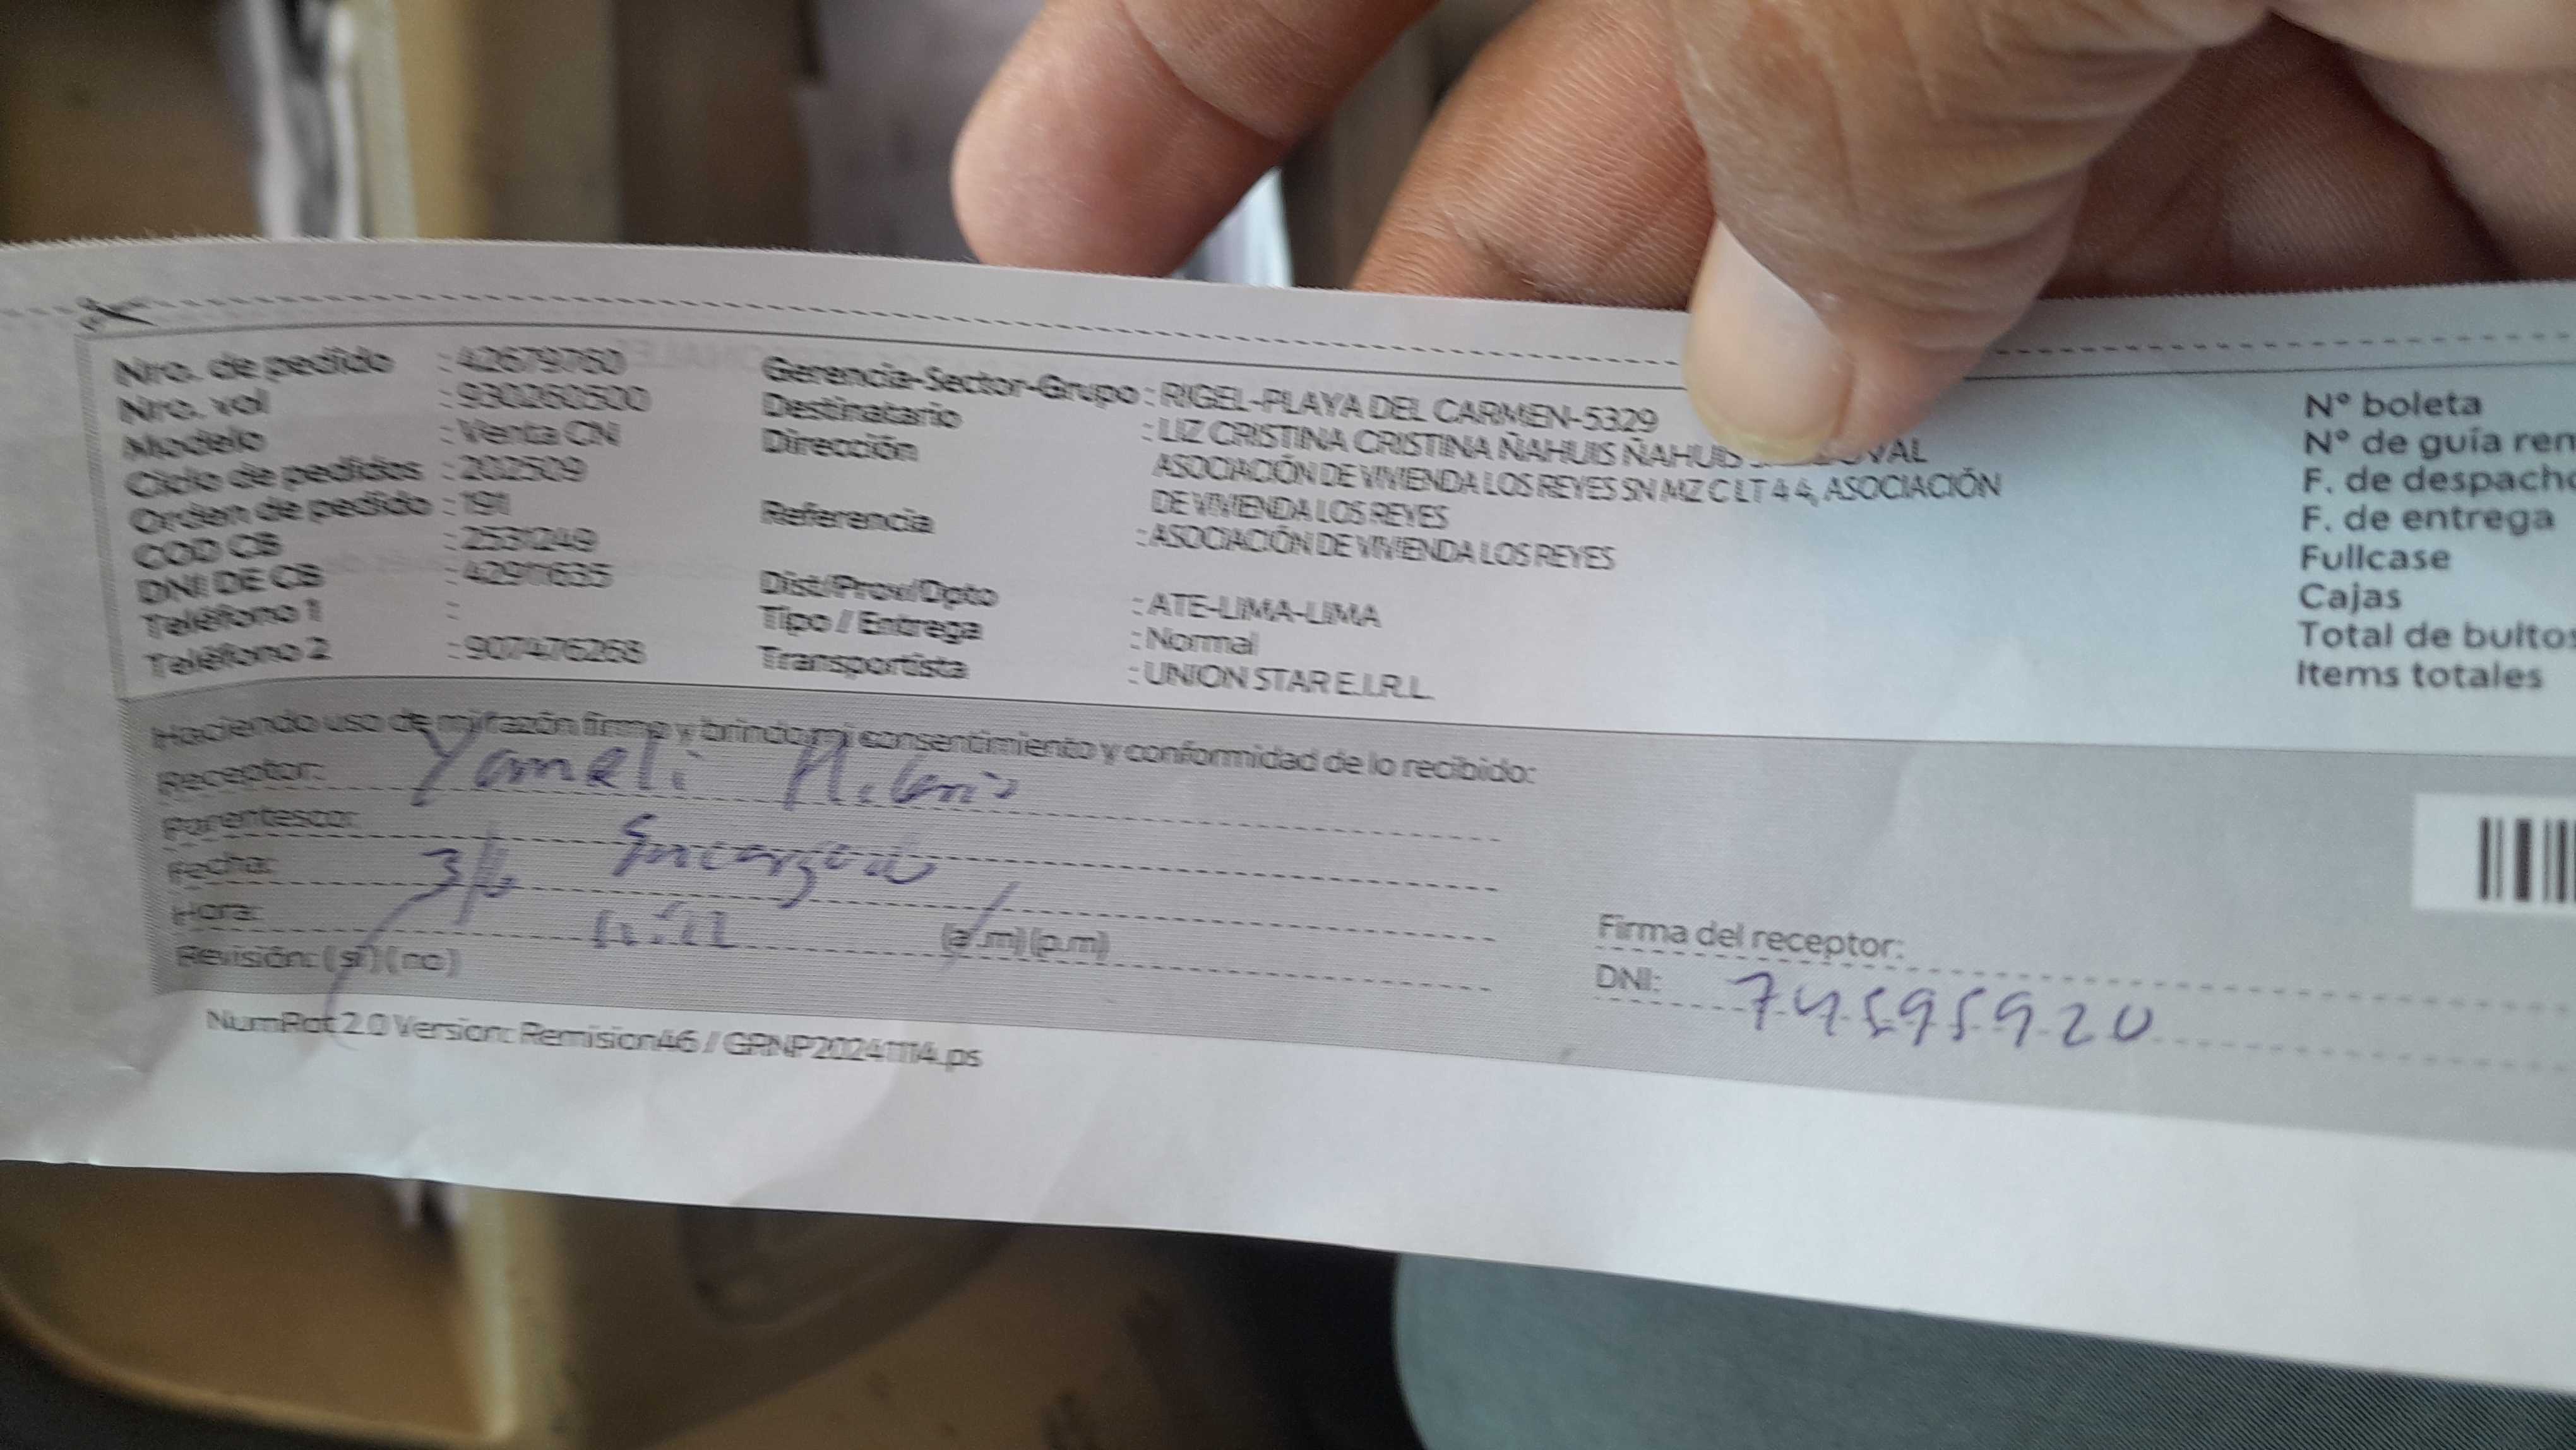 Nro. de pedido : 42679760
Nro. vol : 930260500
Modelo : Venta CN
Ciclo de pedidos : 202509
Orden de pedido : 191
COD CB : 2531249
DNI DE CB : 42911635
Teléfono 1 :
Teléfono 2 : 907476268
Gerencia-Sector-Grupo : RIGEL-PLAYA DEL CARMEN-5329
Destinatario : LIZ CRISTINA CRISTINA ÑAHUIS ÑAHUIS
Dirección ASOCIACIÓN DE VIVIENDA LOS REYES SN MZ C LT 4 4, ASOCIACIÓN
DE VIVIENDA LOS REYES
Referencia : ASOCIACIÓN DE VIVIENDA LOS REYES
Dist/Prov/Dpto : ATE-LIMA-LIMA
Tipo / Entrega : Normal
Transportista : UNION STAR E.I.R.L.
N° boleta
N° de guía rem
F. de despacho
F. de entrega
Fullcase
Cajas
Total de bultos
Items totales
Haciendo uso de mi razón firmo y brindo mi consentimiento y conformidad de lo recibido:
Receptor: Yameli
Parentesco: Encargado
Fecha: 3/6
Hora: (a.m) (p.m)
Revisión: (si) (no)
Firma del receptor:
DNI: 74595920
NumRot 2.0 Version: Remision46 / GRNP20241114.ps